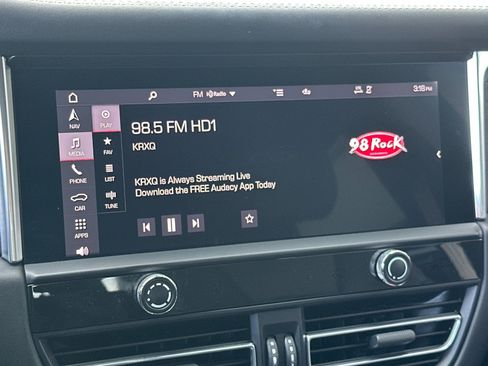 FM HD Radio
3:18 PM
NAV
PLAY
98.5 FM HD1
98 Rock
FAV
KRXQ
MEDIA
LIST
PHONE
KRXQ is Always Streaming Live
Download the FREE Audacy App Today
CAR
TUNE
APPS